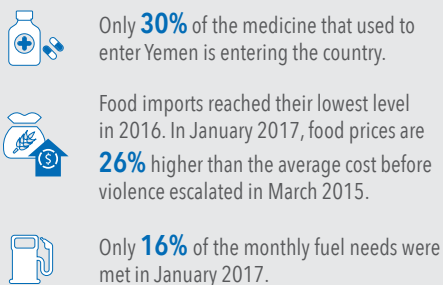 Only 30% of the medicine that used to
enter Yemen is entering the country.
Food imports reached their lowest level
in 2016. In January 2017, food prices are
26% higher than the average cost before
violence escalated in March 2015.
Only 16% of the monthly fuel needs were
met in January 2017.